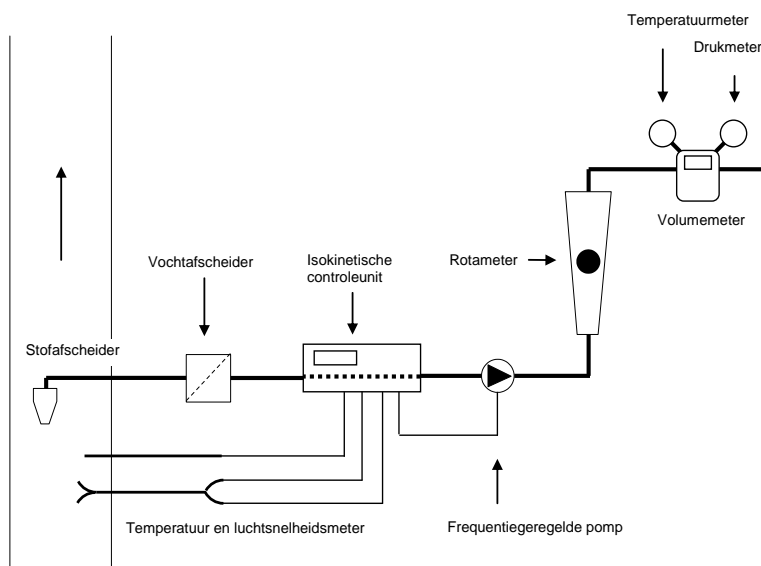 Temperatuurmeter
Drukmeter
Volumemeter
Vochtafscheider
Isokinetische
controleunit
Rotameter
Stofafscheider
Temperatuur en luchtsnelheidsmeter
Frequentiegeregelde pomp